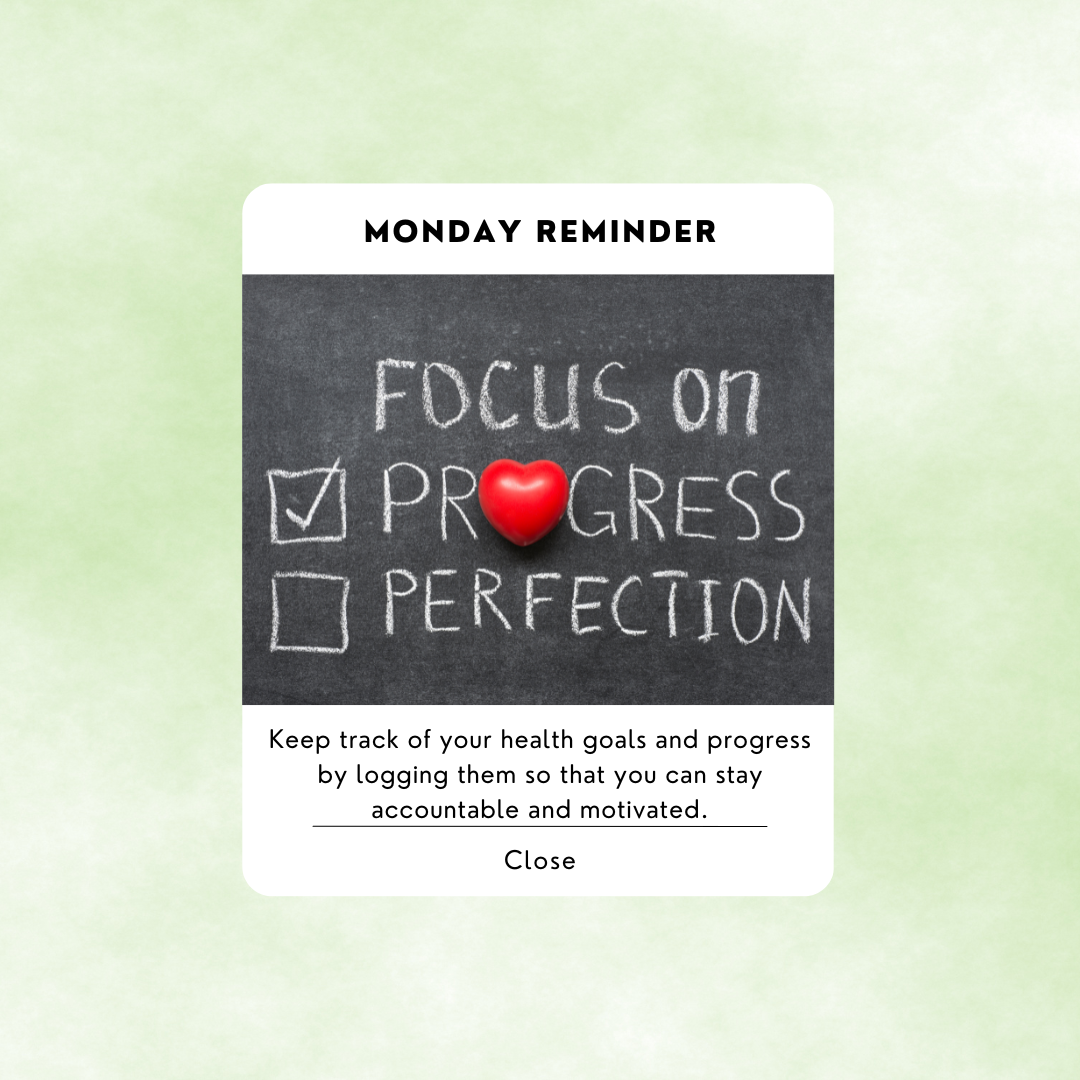 MONDAY REMINDER
FOCUS on
PR GRESS
PERFECTION
Keep track of your health goals and progress
by logging them so that you can stay
accountable and motivated.
Close